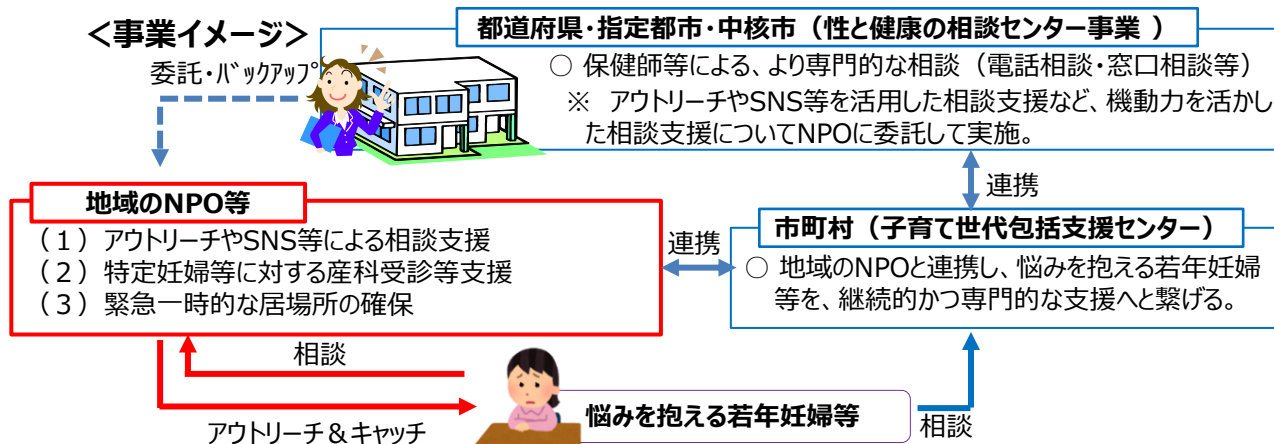 ＜事業イメージ＞
委託・バックアップ
都道府県・指定都市・中核市（性と健康の相談センター事業 ）
○ 保健師等による、より専門的な相談（電話相談・窓口相談等）
※ アウトリーチやSNS等を活用した相談支援など、機動力を活かし
た相談支援についてNPOに委託して実施。
連携
地域のNPO等
（１）アウトリーチやSNS等による相談支援
（２）特定妊婦等に対する産科受診等支援
（３）緊急一時的な居場所の確保
連携
市町村（子育て世代包括支援センター）
○ 地域のNPOと連携し、悩みを抱える若年妊婦
等を、継続的かつ専門的な支援へと繋げる。
相談
悩みを抱える若年妊婦等
相談
アウトリーチ＆キャッチ